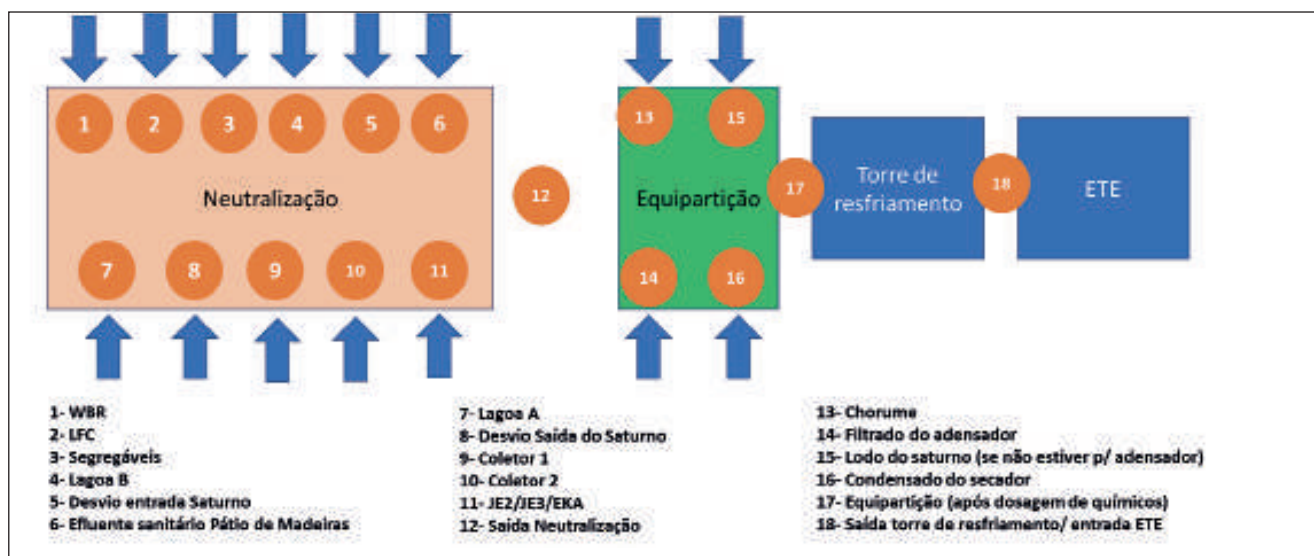 1 2 3 4 5 6
Neutralização
7 8 9 10 11
12
13 15
Equipartição
14 16
17
Torre de
resfriamento
18
ETE
1- WBR
2- LFC
3- Segregáveis
4- Lagoa B
5- Desvio entrada Saturno
6- Efluente sanitário Pátio de Madeiras
7- Lagoa A
8- Desvio Saída do Saturno
9- Coletor 1
10- Coletor 2
11- JE2/JE3/EKA
12- Saída Neutralização
13- Chorume
14- Filtrado do adensador
15- Lodo do saturno (se não estiver p/ adensador)
16- Condensado do secador
17- Equipartição (após dosagem de químicos)
18- Saída torre de resfriamento/ entrada ETE